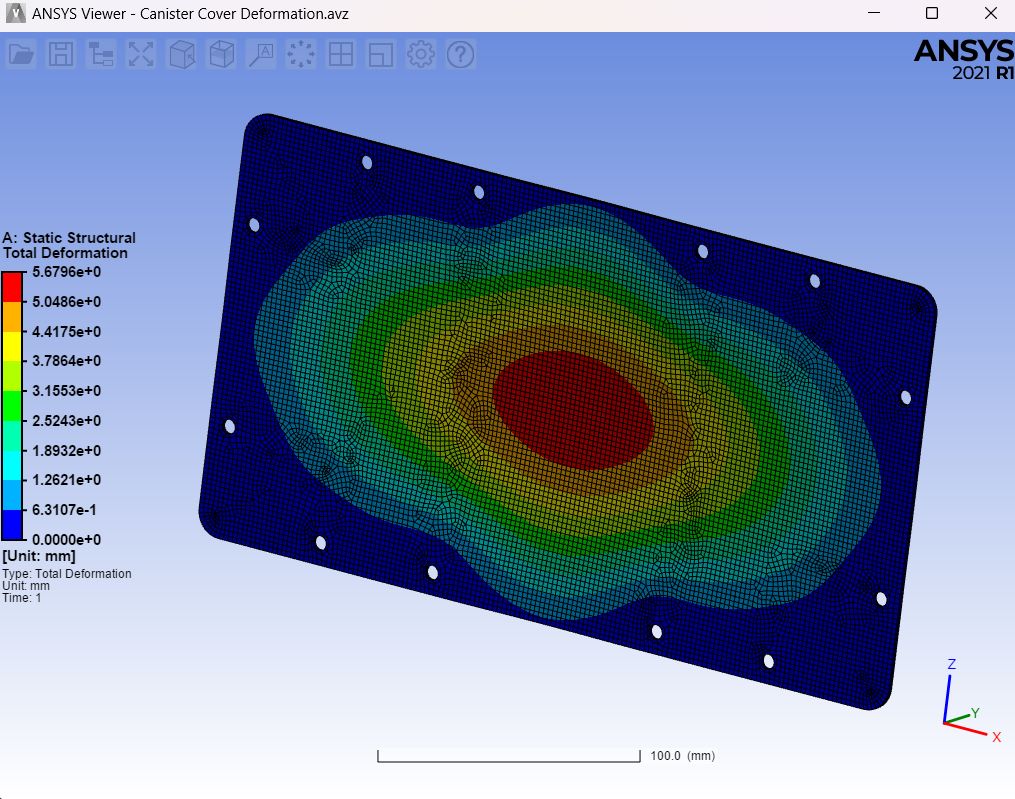 ANSYS Viewer - Canister Cover Deformation.avz
ANSYS
2021 R1
A: Static Structural
Total Deformation
5.6796e+0
5.0486e+0
4.4175e+0
3.7864e+0
3.1553e+0
2.5243e+0
1.8932e+0
1.2621e+0
6.3107e-1
0.0000e+0
[Unit: mm]
Type: Total Deformation
Unit: mm
Time: 1
Z
Y
X
100.0 (mm)